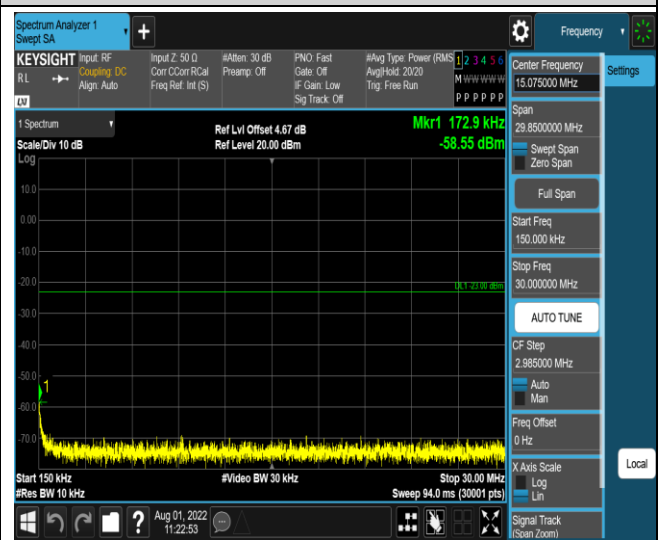 Spectrum Analyzer 1
Swept SA
Frequency
KEYSIGHT
RL
LXI
Input: RF
Coupling: DC
Align: Auto
Input Z: 50 Ω
Corr CCorr RCal
Freq Ref: Int (S)
#Atten: 30 dB
Preamp: Off
PNO: Fast
Gate: Off
IF Gain: Low
Sig Track: Off
#Avg Type: Power (RMS
Avg|Hold: 20/20
Trig: Free Run
1 2 3 4 5 6
M W W W W W
P P P P P P
1 Spectrum
Scale/Div 10 dB
Ref Lvl Offset 4.67 dB
Ref Level 20.00 dBm
Mkr1 172.9 kHz
-58.55 dBm
Log
10.0
0.00
-10.0
-20.0
DL1 -23.00 dBm
-30.0
-40.0
-50.0
1
-60.0
-70.0
Start 150 kHz
#Video BW 30 kHz
Stop 30.00 MHz
#Res BW 10 kHz
Sweep 94.0 ms (30001 pts)
?
Aug 01, 2022
11:22:53
Center Frequency
15.075000 MHz
Span
29.8500000 MHz
Swept Span
Zero Span
Full Span
Start Freq
150.000 kHz
Stop Freq
30.000000 MHz
AUTO TUNE
CF Step
2.985000 MHz
Auto
Man
Freq Offset
0 Hz
X Axis Scale
Log
Lin
Signal Track
(Span Zoom)
Settings
Local